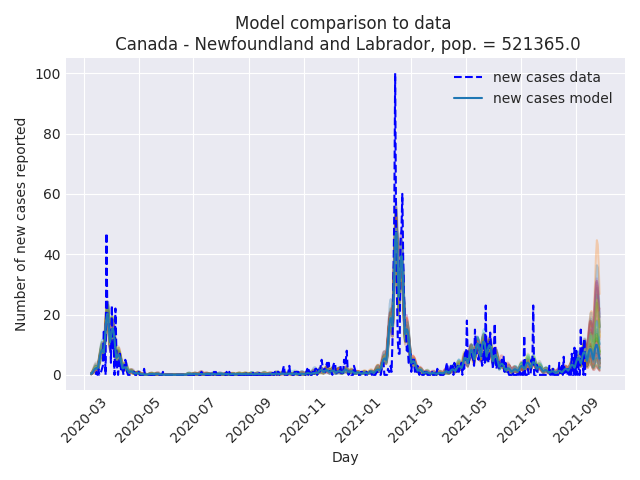 Model comparison to data
Canada - Newfoundland and Labrador, pop. = 521365.0
new cases data
new cases model
Number of new cases reported
100
80
60
40
20
0
2020-03
2020-05
2020-07
2020-09
2020-11
2021-01
2021-03
2021-05
2021-07
2021-09
Day